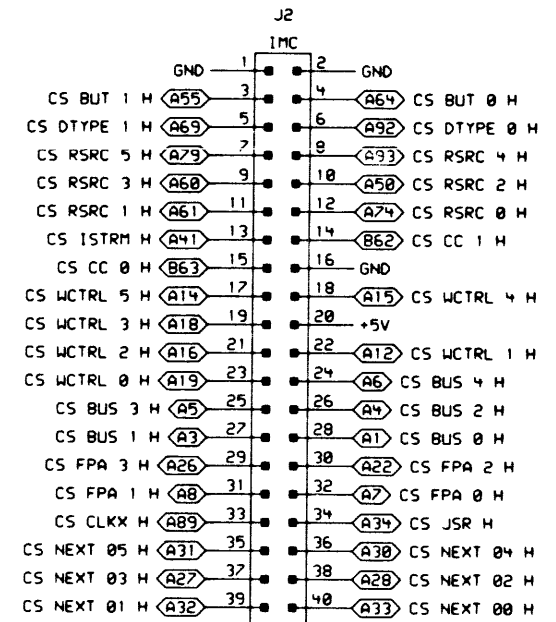 J2
IMC
GND 1 2 GND
CS BUT 1 H A55 3 4 A64 CS BUT 0 H
CS DTYPE 1 H A69 5 6 A92 CS DTYPE 0 H
CS RSRC 5 H A79 7 8 A93 CS RSRC 4 H
CS RSRC 3 H A60 9 10 A50 CS RSRC 2 H
CS RSRC 1 H A61 11 12 A74 CS RSRC 0 H
CS ISTRM H A41 13 14 B62 CS CC 1 H
CS CC 0 H B63 15 16 GND
CS WCTRL 5 H A14 17 18 A15 CS WCTRL 4 H
CS WCTRL 3 H A18 19 20 +5V
CS WCTRL 2 H A16 21 22 A12 CS WCTRL 1 H
CS WCTRL 0 H A19 23 24 A6 CS BUS 4 H
CS BUS 3 H A5 25 26 A4 CS BUS 2 H
CS BUS 1 H A3 27 28 A1 CS BUS 0 H
CS FPA 3 H A26 29 30 A22 CS FPA 2 H
CS FPA 1 H A8 31 32 A7 CS FPA 0 H
CS CLKX H A89 33 34 A34 CS JSR H
CS NEXT 05 H A31 35 36 A30 CS NEXT 04 H
CS NEXT 03 H A27 37 38 A28 CS NEXT 02 H
CS NEXT 01 H A32 39 40 A33 CS NEXT 00 H